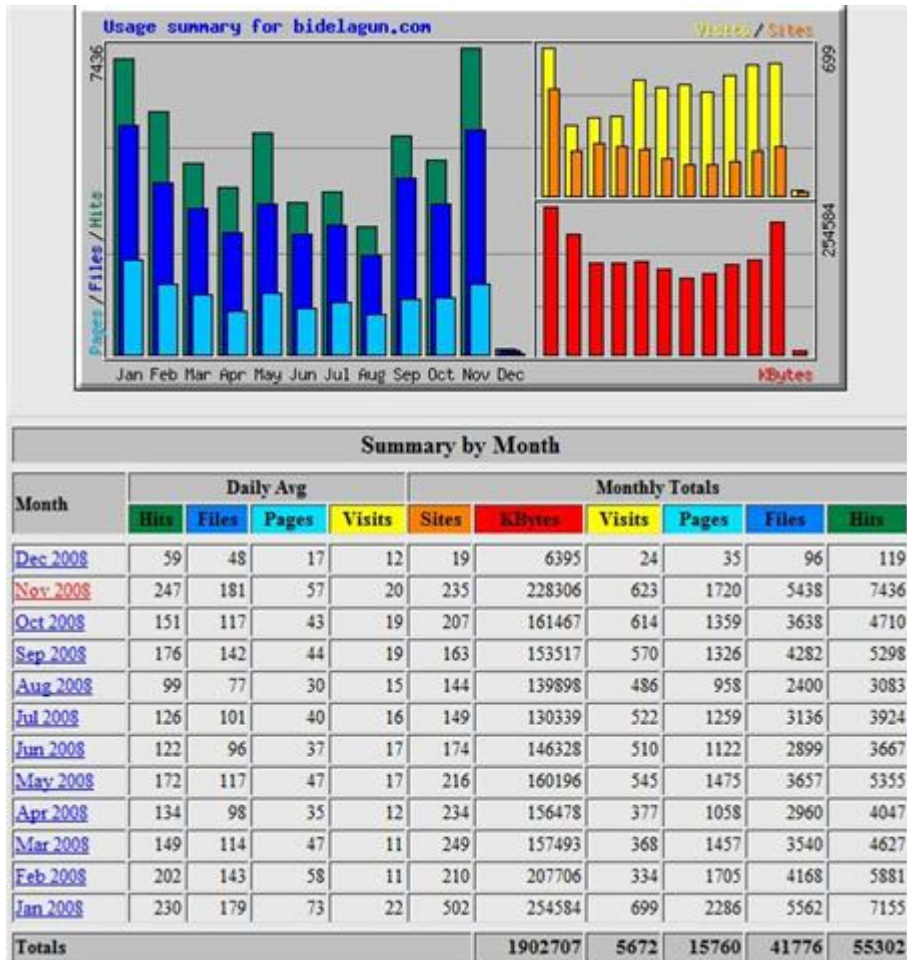 Usage summary for bidelagun.com
Visits / Sites
7436
Pages / Files / Hits
699
254584
Jan Feb Mar Apr May Jun Jul Aug Sep Oct Nov Dec
KBytes
Summary by Month
Month Daily Avg Monthly Totals
Hits Files Pages Visits Sites KBytes Visits Pages Files Hits
Dec 2008 59 48 17 12 19 6395 24 35 96 119
Nov 2008 247 181 57 20 235 228306 623 1720 5438 7436
Oct 2008 151 117 43 19 207 161467 614 1359 3638 4710
Sep 2008 176 142 44 19 163 153517 570 1326 4282 5298
Aug 2008 99 77 30 15 144 139898 486 958 2400 3083
Jul 2008 126 101 40 16 149 130339 522 1259 3136 3924
Jun 2008 122 96 37 17 174 146328 510 1122 2899 3667
May 2008 172 117 47 17 216 160196 545 1475 3657 5355
Apr 2008 134 98 35 12 234 156478 377 1058 2960 4047
Mar 2008 149 114 47 11 249 157493 368 1457 3540 4627
Feb 2008 202 143 58 11 210 207706 334 1705 4168 5881
Jan 2008 230 179 73 22 502 254584 699 2286 5562 7155
Totals 1902707 5672 15760 41776 55302